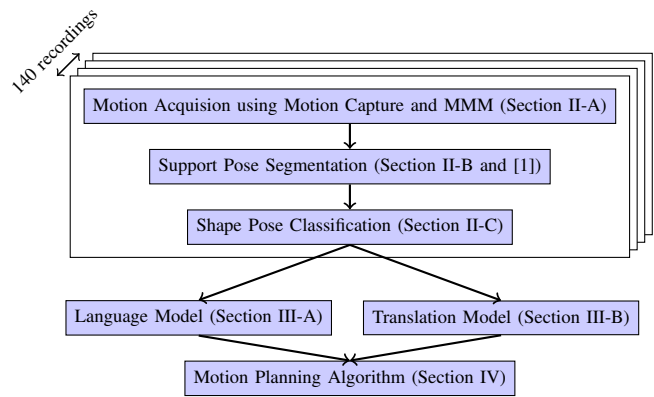 140 recordings
Motion Acquision using Motion Capture and MMM (Section II-A)
Support Pose Segmentation (Section II-B and [1])
Shape Pose Classification (Section II-C)
Language Model (Section III-A)
Translation Model (Section III-B)
Motion Planning Algorithm (Section IV)